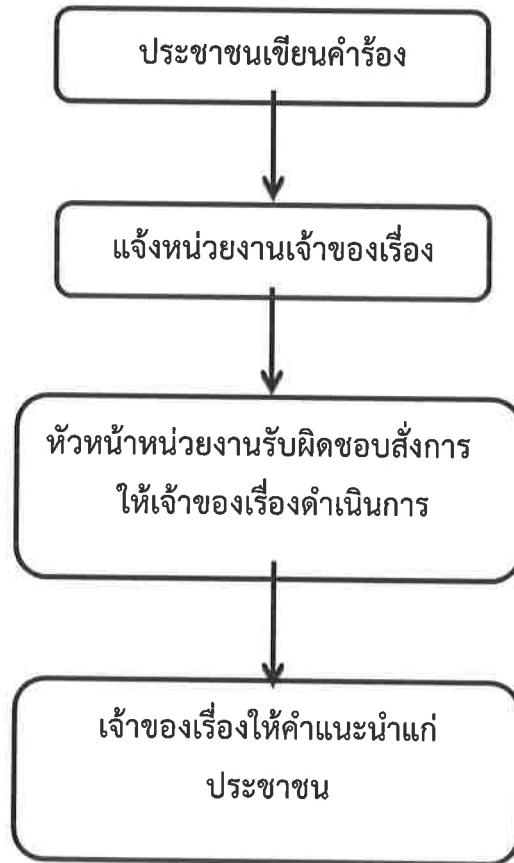 ประชาชนเขียนคำร้อง
แจ้งหน่วยงานเจ้าของเรื่อง
หัวหน้าหน่วยงานรับผิดชอบสั่งการ
ให้เจ้าของเรื่องดำเนินการ
เจ้าของเรื่องให้คำแนะนำแก่
ประชาชน